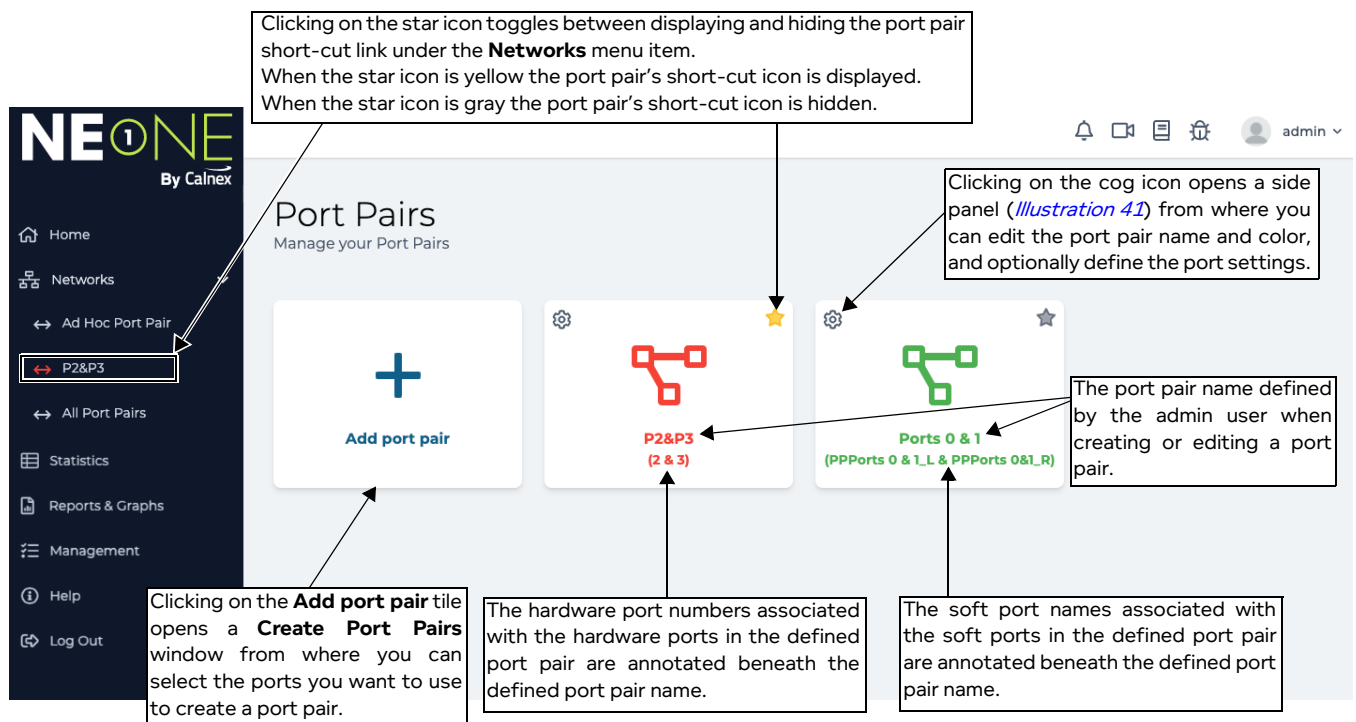 Clicking on the star icon toggles between displaying and hiding the port pair
short-cut link under the Networks menu item.
When the star icon is yellow the port pair's short-cut icon is displayed.
When the star icon is gray the port pair's short-cut icon is hidden.
NE1NE
By Calnex
admin
Home
Networks
Ad Hoc Port Pair
P2&P3
All Port Pairs
Statistics
Reports & Graphs
Management
Help
Log Out
Port Pairs
Manage your Port Pairs
Clicking on the cog icon opens a side
panel (Illustration 41) from where you
can edit the port pair name and color,
and optionally define the port settings.
Add port pair
P2&P3
(2 & 3)
Ports 0 & 1
(PPPorts 0 & 1_L & PPPorts 0&1_R)
The port pair name defined
by the admin user when
creating or editing a port
pair.
Clicking on the Add port pair tile
opens a Create Port Pairs
window from where you can
select the ports you want to use
to create a port pair.
The hardware port numbers associated
with the hardware ports in the defined
port pair are annotated beneath the
defined port pair name.
The soft port names associated with
the soft ports in the defined port pair
are annotated beneath the defined port
pair name.